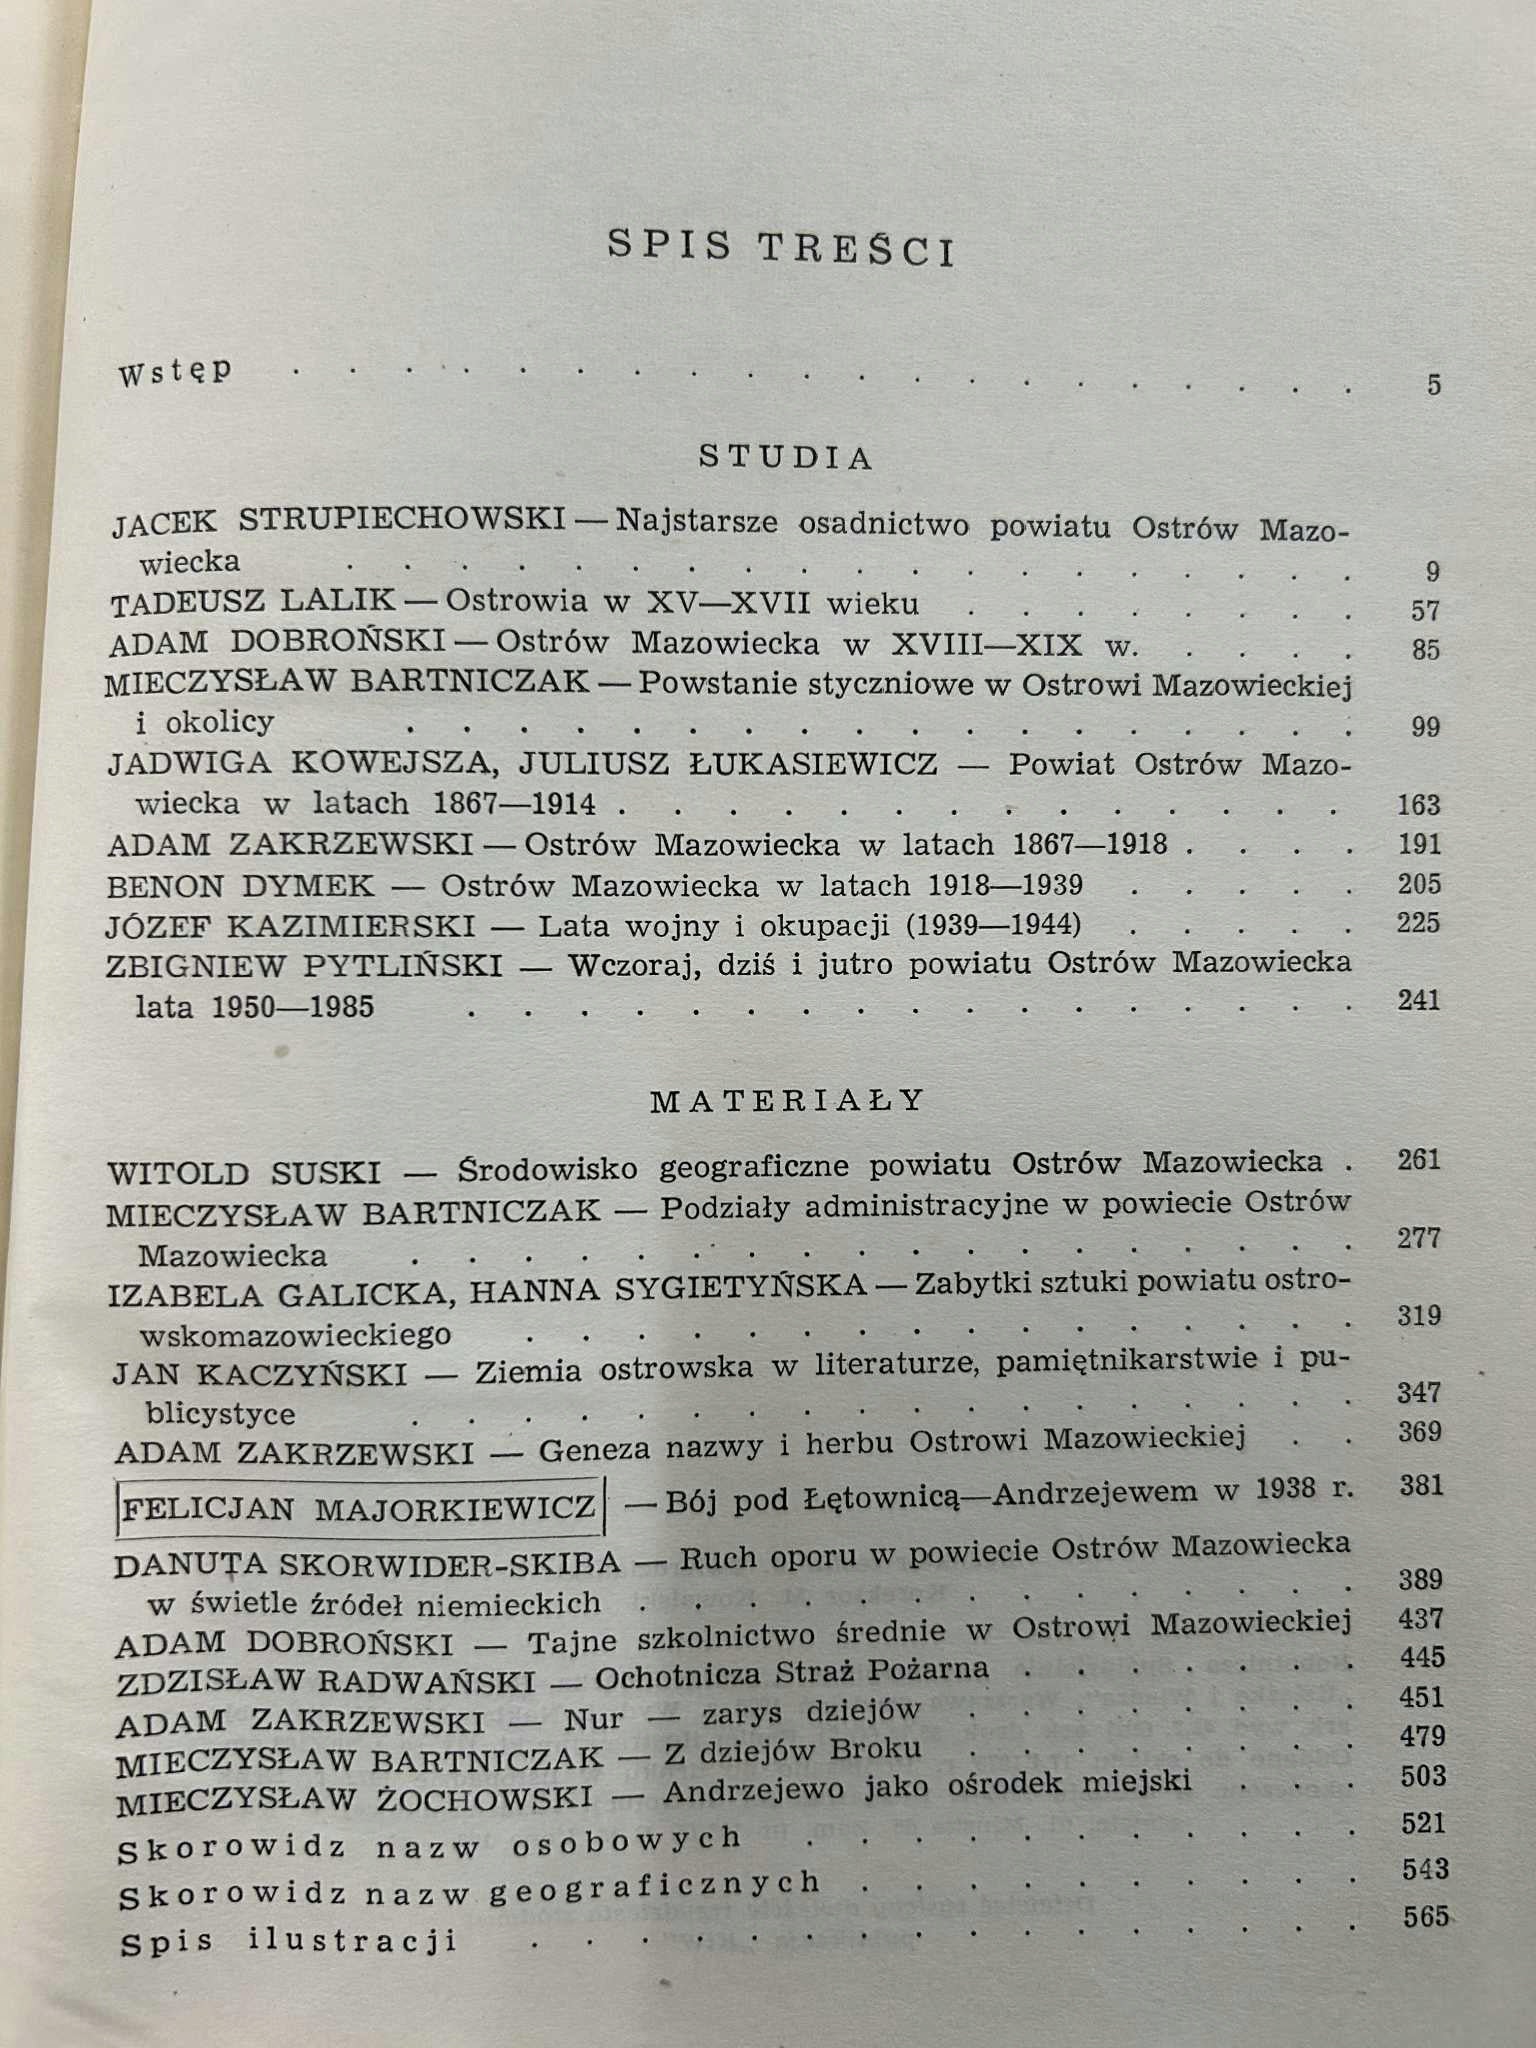 SPIS TREŚCI
Wstęp . . . . . . . . . . . . . . . . . . . . 5
STUDIA
JACEK STRUPIECHOWSKI — Najstarsze osadnictwo powiatu Ostrów Mazo-
wiecka . . . . . . . . . . . . . . . . . . . 9
TADEUSZ LALIK — Ostrowia w XV—XVII wieku . . . . . . . . 57
ADAM DOBROŃSKI — Ostrów Mazowiecka w XVIII—XIX w. . . . . 85
MIECZYSŁAW BARTNICZAK — Powstanie styczniowe w Ostrowi Mazowieckiej
i okolicy . . . . . . . . . . . . . . . . . . 99
JADWIGA KOWEJSZA, JULIUSZ ŁUKASIEWICZ — Powiat Ostrów Mazo-
wiecka w latach 1867—1914 . . . . . . . . . . . . . . 163
ADAM ZAKRZEWSKI — Ostrów Mazowiecka w latach 1867—1918 . . . . 191
BENON DYMEK — Ostrów Mazowiecka w latach 1918—1939 . . . . . 205
JÓZEF KAZIMIERSKI — Lata wojny i okupacji (1939—1944) . . . . . 225
ZBIGNIEW PYTLIŃSKI — Wczoraj, dziś i jutro powiatu Ostrów Mazowiecka
lata 1950—1985 . . . . . . . . . . . . . . . . . 241
MATERIAŁY
WITOLD SUSKI — Środowisko geograficzne powiatu Ostrów Mazowiecka . 261
MIECZYSŁAW BARTNICZAK — Podziały administracyjne w powiecie Ostrów
Mazowiecka . . . . . . . . . . . . . . . . . . 277
IZABELA GALICKA, HANNA SYGIETYŃSKA — Zabytki sztuki powiatu ostro-
wskomazowieckiego . . . . . . . . . . . . . . . . 319
JAN KACZYŃSKI — Ziemia ostrowska w literaturze, pamiętnikarstwie i pu-
blicystyce . . . . . . . . . . . . . . . . . . 347
ADAM ZAKRZEWSKI — Geneza nazwy i herbu Ostrowi Mazowieckiej . . 369
FELICJAN MAJORKIEWICZ — Bój pod Łętownicą—Andrzejewem w 1938 r. 381
DANUTA SKORWIDER-SKIBA — Ruch oporu w powiecie Ostrów Mazowiecka
w świetle źródeł niemieckich . . . . . . . . . . . . . . 389
ADAM DOBROŃSKI — Tajne szkolnictwo średnie w Ostrowi Mazowieckiej 437
ZDZISŁAW RADWAŃSKI — Ochotnicza Straż Pożarna . . . . . . . 445
ADAM ZAKRZEWSKI — Nur — zarys dziejów . . . . . . . . 451
MIECZYSŁAW BARTNICZAK — Z dziejów Broku . . . . . . . . 479
MIECZYSŁAW ŻOCHOWSKI — Andrzejewo jako ośrodek miejski . . . 503
Skorowidz nazw osobowych . . . . . . . . . . . 521
Skorowidz nazw geograficznych . . . . . . . . . . 543
Spis ilustracji . . . . . . . . . . . . . . . . 565